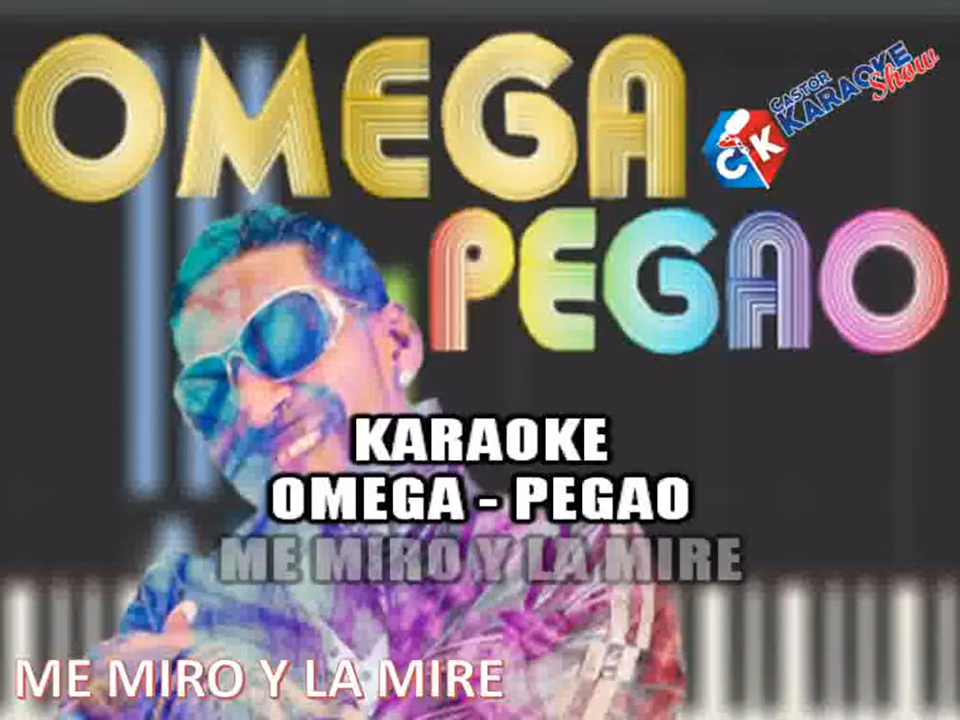 OMEGA
CASTOR
KARAOKE
Show
CK
PEGAO
KARAOKE
OMEGA - PEGAO
ME MIRO Y LA MIRE
ME MIRO Y LA MIRE